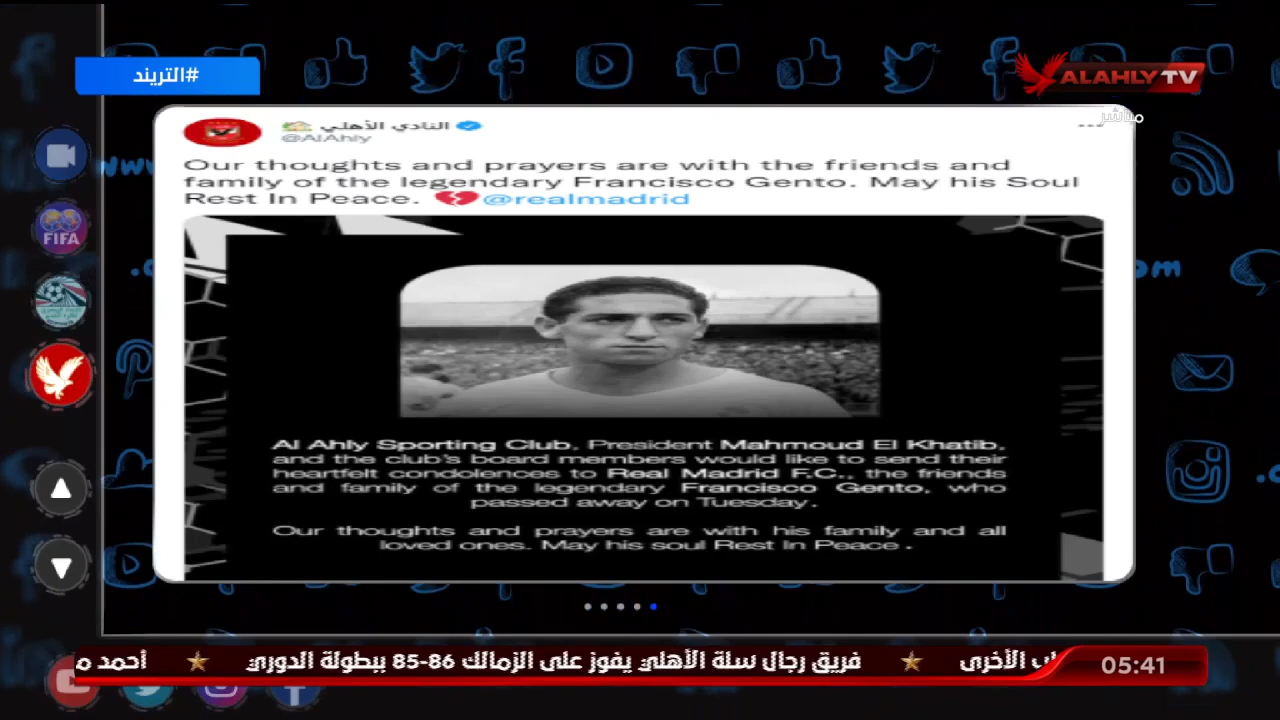 #التريند
ALAHLY TV
مباشر
النادي الأهلي
@AlAhly
Our thoughts and prayers are with the friends and
family of the legendary Francisco Gento. May his Soul
Rest In Peace. 💔@realmadrid
FIFA
Al Ahly Sporting Club, President Mahmoud El Khatib,
and the club's board members would like to send their
heartfelt condolences to Real Madrid F.C., the friends
and family of the legendary Francisco Gento, who
passed away on Tuesday.
Our thoughts and prayers are with his family and all
loved ones. May his soul Rest In Peace .
الأخرى ★ فريق رجال سلة الأهلي يفوز على الزمالك 86-85 ببطولة الدوري ★ أحمد
05:41